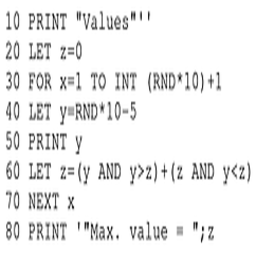 10 PRINT "Values"''
20 LET z=0
30 FOR x=1 TO INT (RND*10)+1
40 LET y=RND*10-5
50 PRINT y
60 LET z=(y AND y>z)+(z AND y<z)
70 NEXT x
80 PRINT '"Max. value = ";z